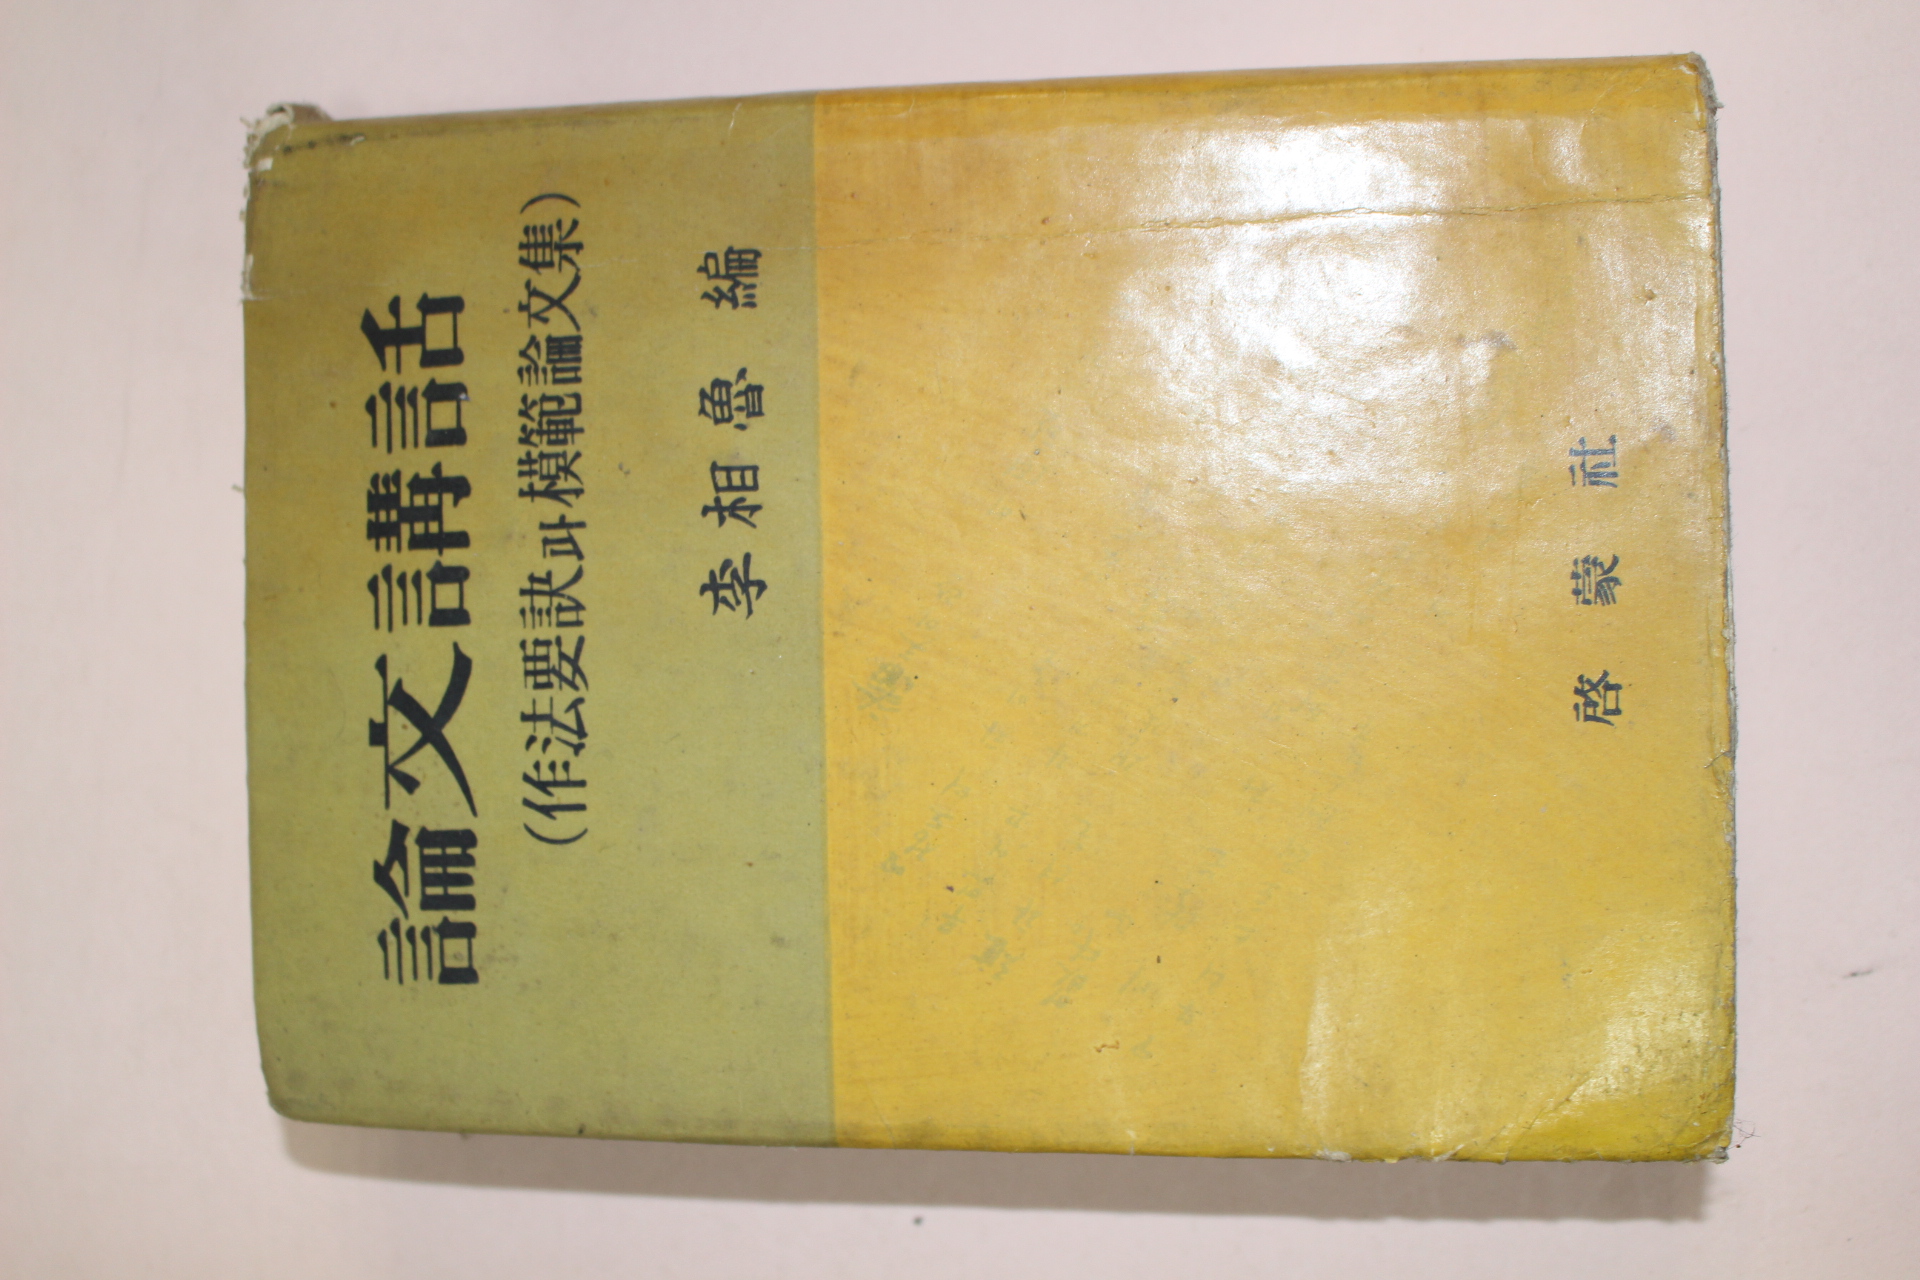 論文講話
(作法要訣과模範論文集)
李相魯 編
啓蒙社